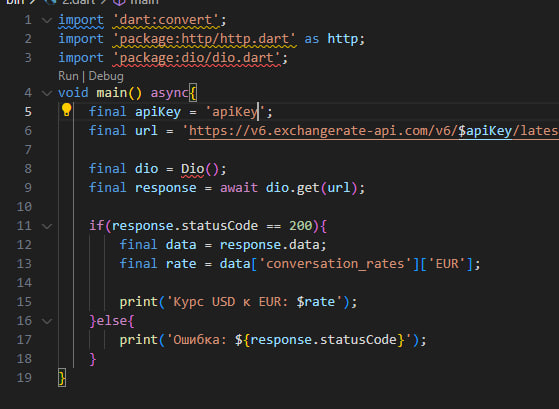 bin > 2.dart > main
1 import 'dart:convert';
2 import 'package:http/http.dart' as http;
3 import 'package:dio/dio.dart';
Run | Debug
4 void main() async{
5 final apiKey = 'apiKey';
6 final url = 'https://v6.exchangerate-api.com/v6/$apiKey/lates
7
8 final dio = Dio();
9 final response = await dio.get(url);
10
11 if(response.statusCode == 200){
12 final data = response.data;
13 final rate = data['conversation_rates']['EUR'];
14
15 print('Курс USD к EUR: $rate');
16 }else{
17 print('Ошибка: ${response.statusCode}');
18 }
19 }